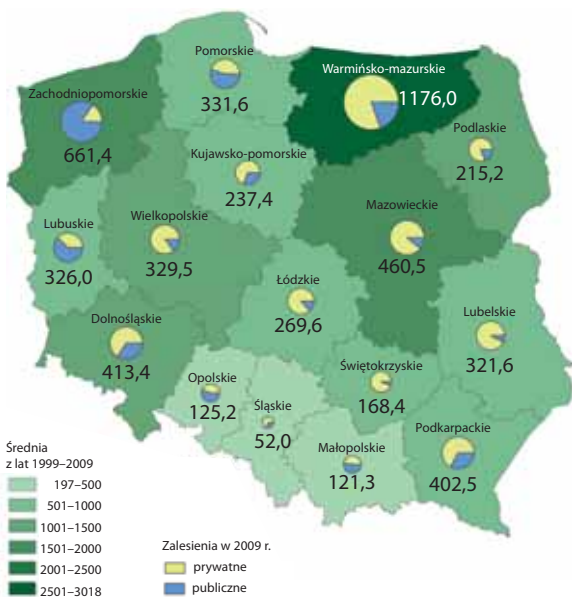 Pomorskie
331,6
Warmińsko-mazurskie
1176,0
Zachodniopomorskie
661,4
Podlaskie
215,2
Kujawsko-pomorskie
237,4
Mazowieckie
460,5
Lubuskie
326,0
Wielkopolskie
329,5
Łódzkie
269,6
Lubelskie
321,6
Dolnośląskie
413,4
Opolskie
125,2
Śląskie
52,0
Świętokrzyskie
168,4
Małopolskie
121,3
Podkarpackie
402,5
Średnia
z lat 1999–2009
197–500
501–1000
1001–1500
1501–2000
2001–2500
2501–3018
Zalesienia w 2009 r.
prywatne
publiczne